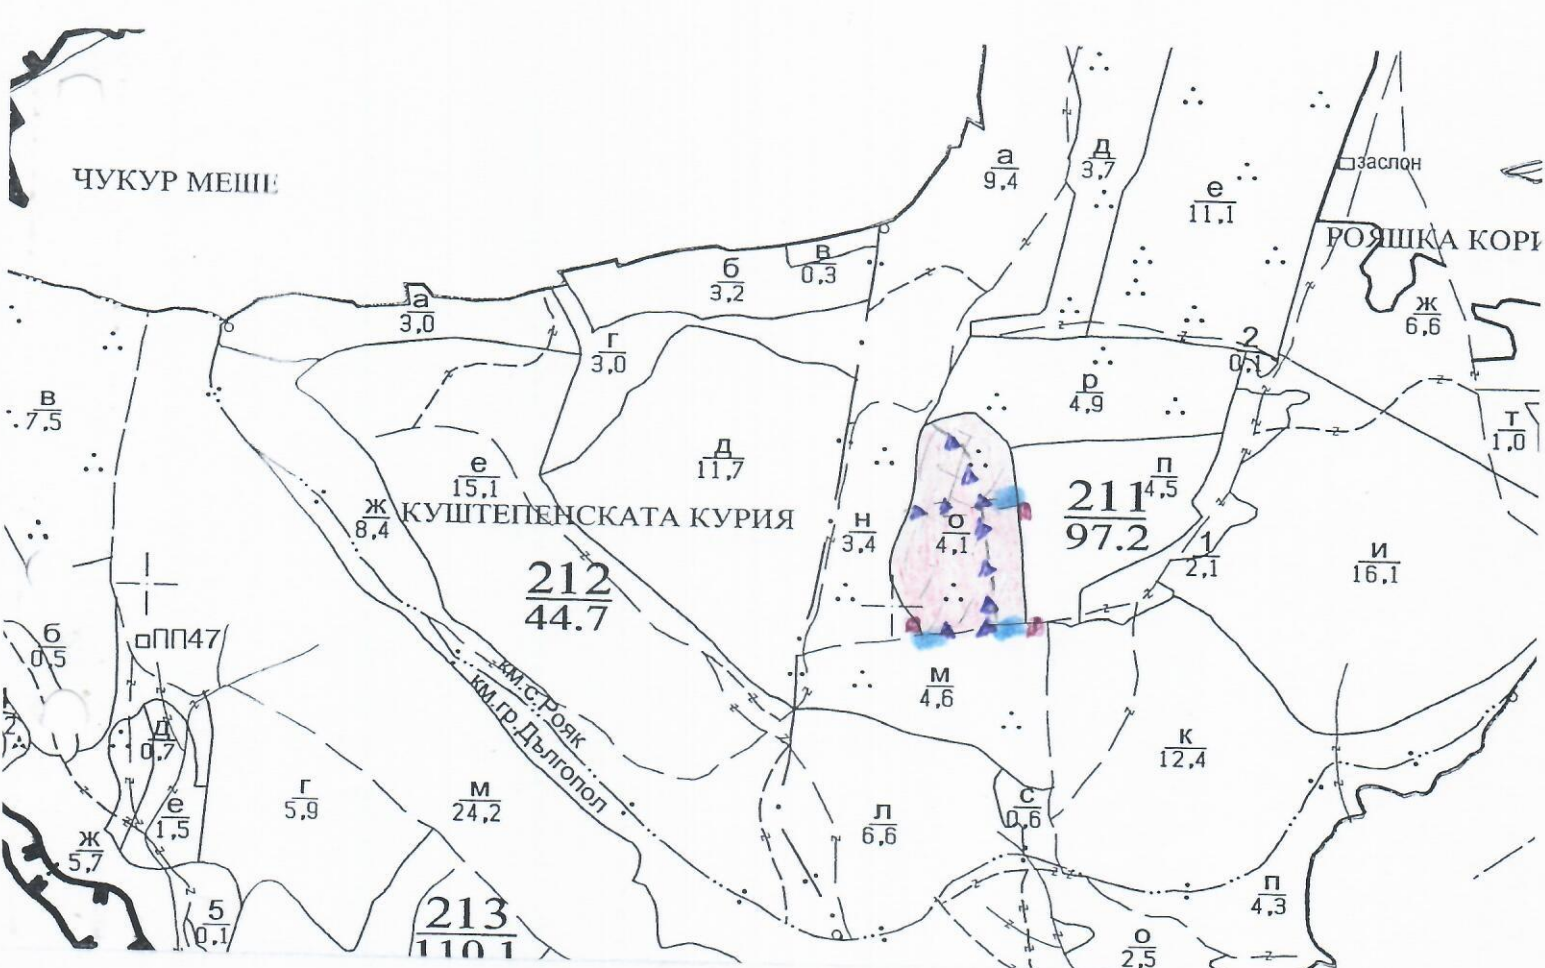 ЧУКУР МЕШЕ
а
9,4
д
3,7
е
11,1
заслон
РОЯШКА КОРИ
в
0,3
б
3,2
а
3,0
г
3,0
ж
6,6
2
0,1
р
4,9
в
7,5
т
1,0
д
11,7
е
15,1
п
4,5
211
97.2
ж
8,4
КУШТЕПЕНСКАТА КУРИЯ
н
3,4
о
4,1
1
2,1
и
16,1
212
44.7
б
0,5
ПП47
м
4,6
км.с.Рояк
км.гр.Дългопол
2
д
0,7
к
12,4
г
5,9
м
24,2
е
1,5
л
6,6
с
0,6
ж
5,7
п
4,3
5
0,1
213
110.1
о
2,5